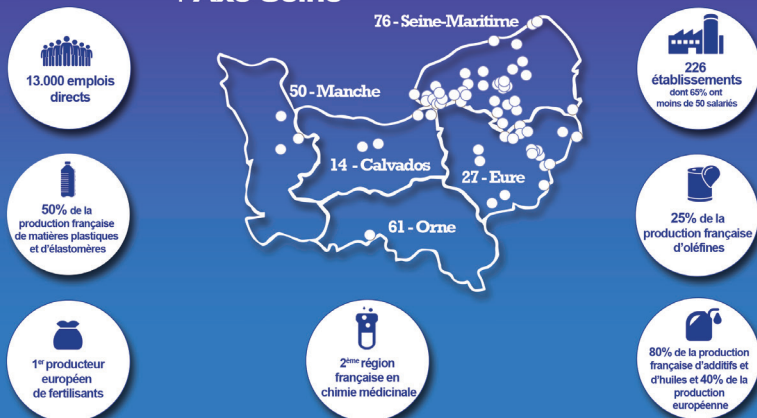 Axe Seine
13.000 emplois
directs
76 - Seine-Maritime
226
établissements
dont 65% ont
moins de 50 salariés
50 - Manche
14 - Calvados
27 - Eure
61 - Orne
50% de la
production française
de matières plastiques
et d'élastomères
25% de la
production française
d'oléfines
1er producteur
européen
de fertilisants
2ème région
française en
chimie médicinale
80% de la production
française d'additifs et
d'huiles et 40% de la
production
européenne